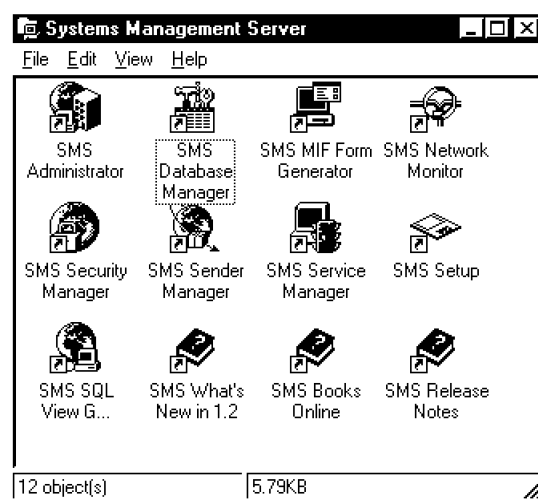 Systems Management Server
File Edit View Help
SMS Administrator
SMS Database Manager
SMS MIF Form Generator
SMS Network Monitor
SMS Security Manager
SMS Sender Manager
SMS Service Manager
SMS Setup
SMS SQL View G...
SMS What's New in 1.2
SMS Books Online
SMS Release Notes
12 object(s) 5.79KB